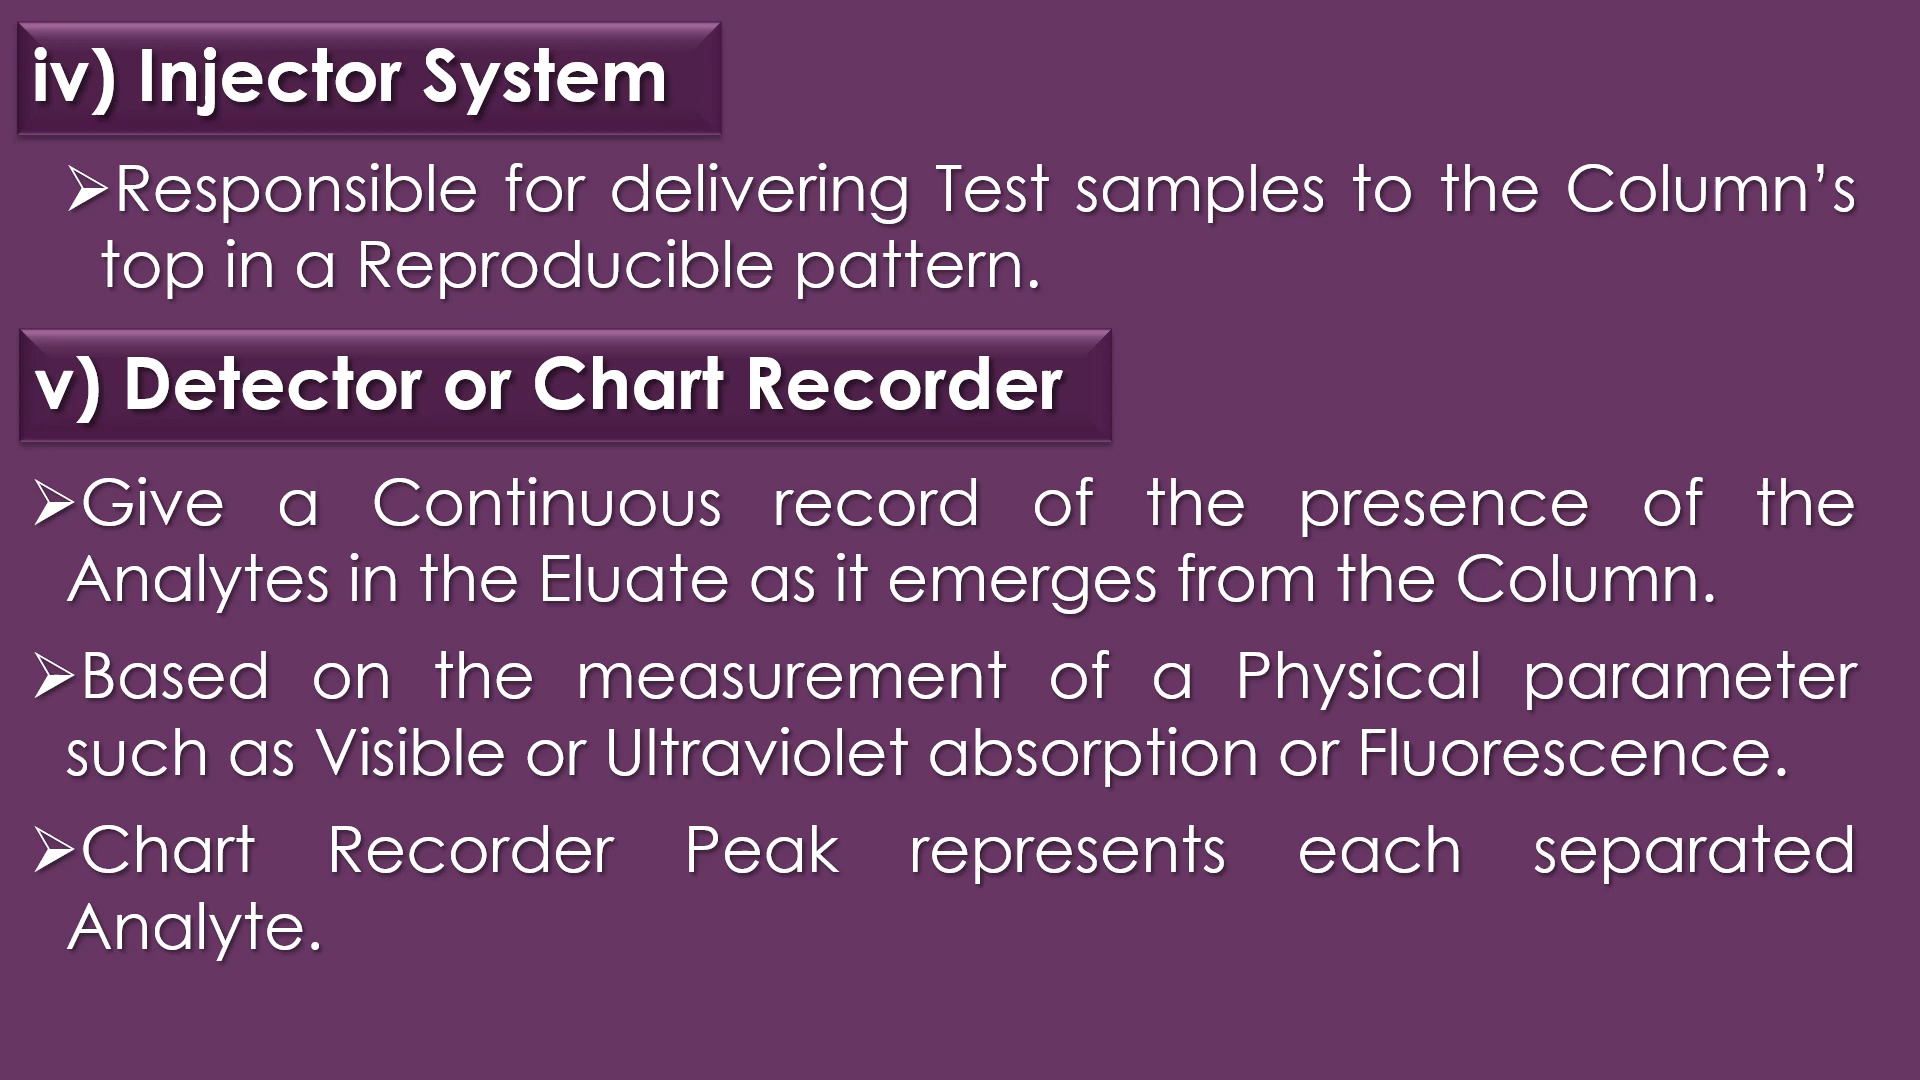 iv) Injector System
➢Responsible for delivering Test samples to the Column’s
top in a Reproducible pattern.
v) Detector or Chart Recorder
➢Give a Continuous record of the presence of the
Analytes in the Eluate as it emerges from the Column.
➢Based on the measurement of a Physical parameter
such as Visible or Ultraviolet absorption or Fluorescence.
➢Chart Recorder Peak represents each separated
Analyte.